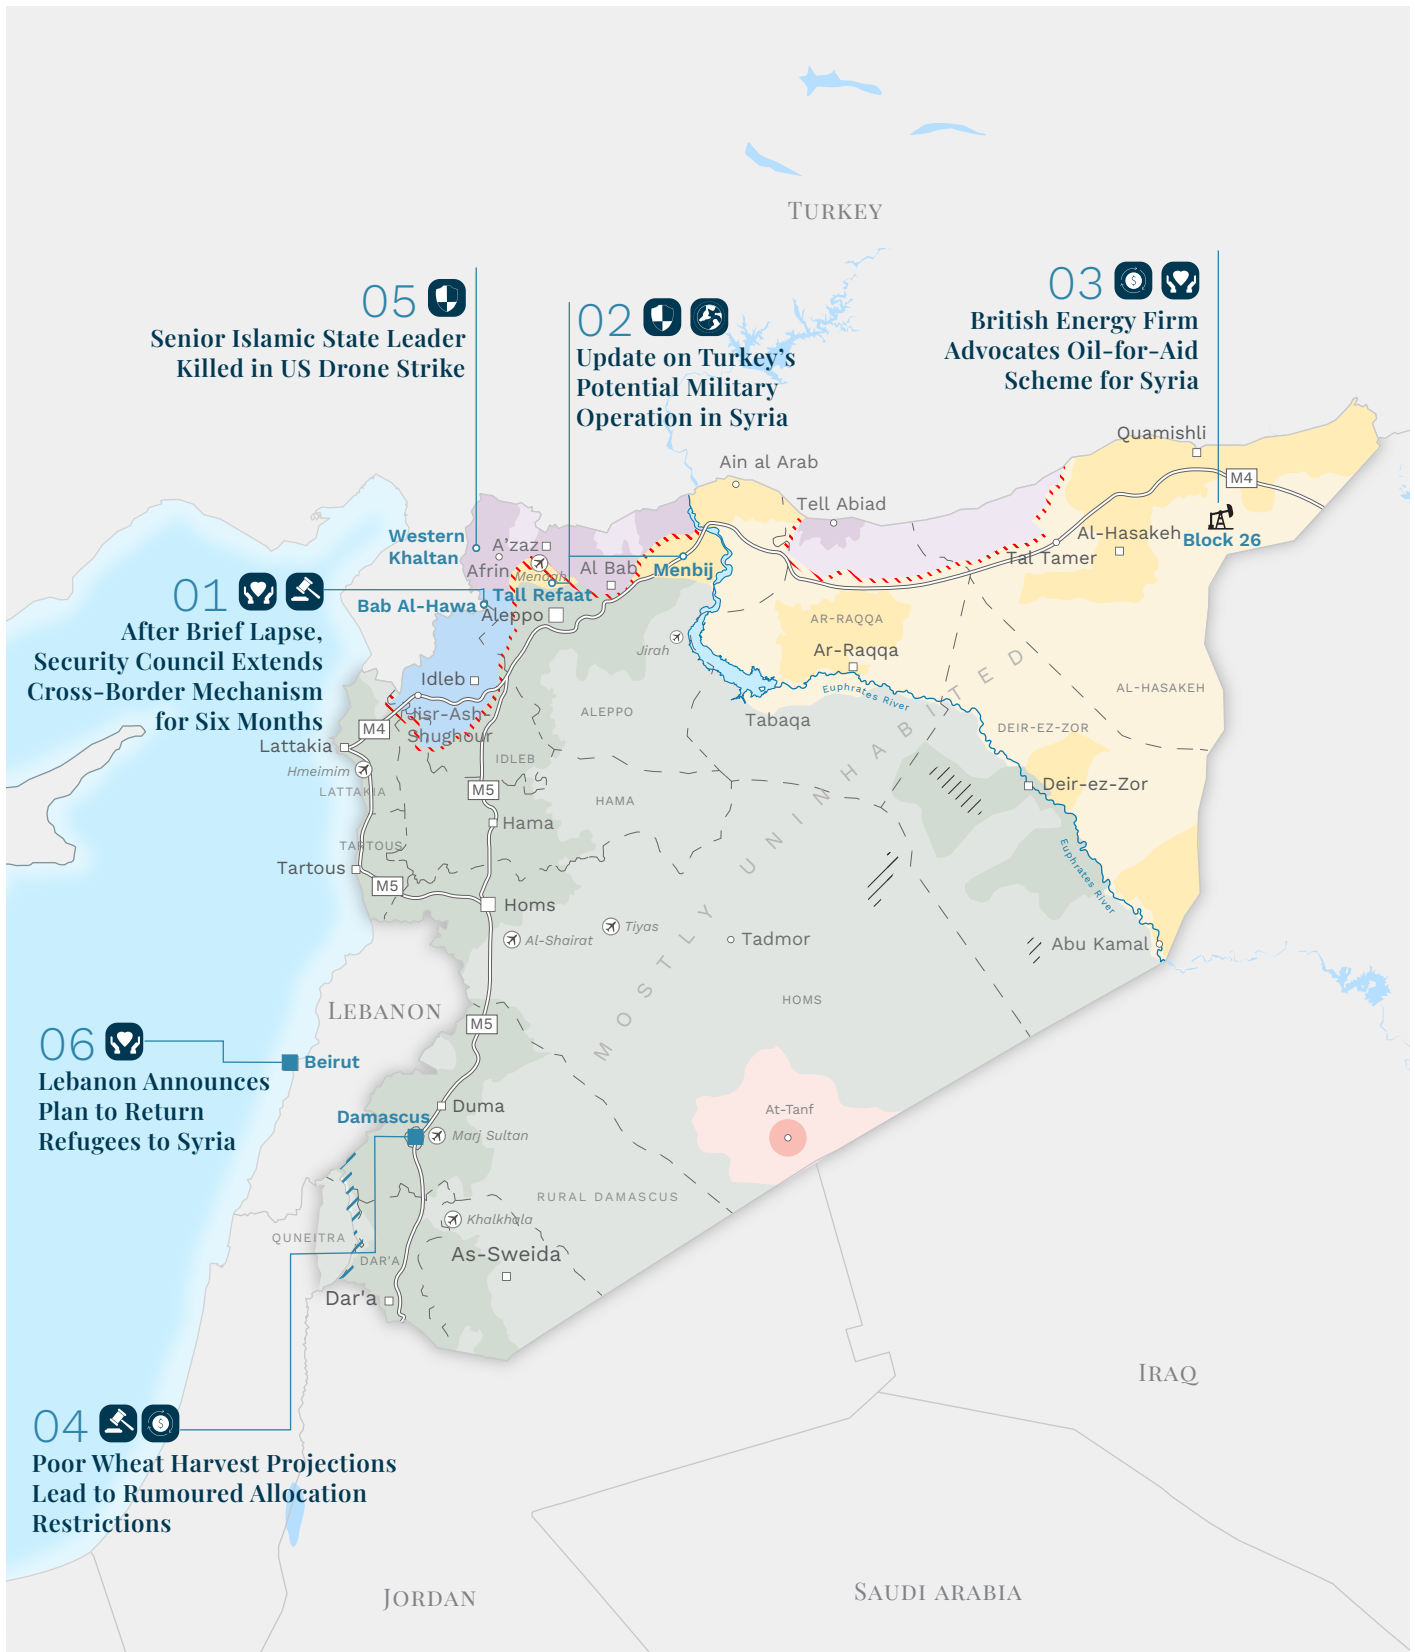 TURKEY
05
Senior Islamic State Leader
Killed in US Drone Strike
02
Update on Turkey's
Potential Military
Operation in Syria
03
British Energy Firm
Advocates Oil-for-Aid
Scheme for Syria
Quamishli
Ain al Arab
M4
Tell Abiad
Western
Khaltan
A'zaz
Al-Hasakeh
Block 26
Tal Tamer
Afrin
Menagh
Al Bab
Menbij
01
Bab Al-Hawa
Tall Refaat
Aleppo
After Brief Lapse,
Security Council Extends
Cross-Border Mechanism
for Six Months
AR-RAQQA
Jirah
Ar-Raqqa
Idleb
Euphrates River
AL-HASAKEH
Jisr-Ash-
Shughour
ALEPPO
Tabaqa
DEIR-EZ-ZOR
M4
Lattakia
IDLEB
Hmeimim
LATTAKIA
M5
HAMA
Deir-ez-Zor
Hama
TARTOUS
Tartous
M5
Euphrates River
Homs
Tiyas
Al-Shairat
Tadmor
Abu Kamal
MOSTLY UNINHABITED
HOMS
LEBANON
M5
06
Beirut
Lebanon Announces
Plan to Return
Refugees to Syria
Duma
Damascus
Marj Sultan
At-Tanf
RURAL DAMASCUS
Khalkhala
QUNEITRA
As-Sweida
DAR'A
Dar'a
IRAQ
04
Poor Wheat Harvest Projections
Lead to Rumoured Allocation
Restrictions
JORDAN
SAUDI ARABIA